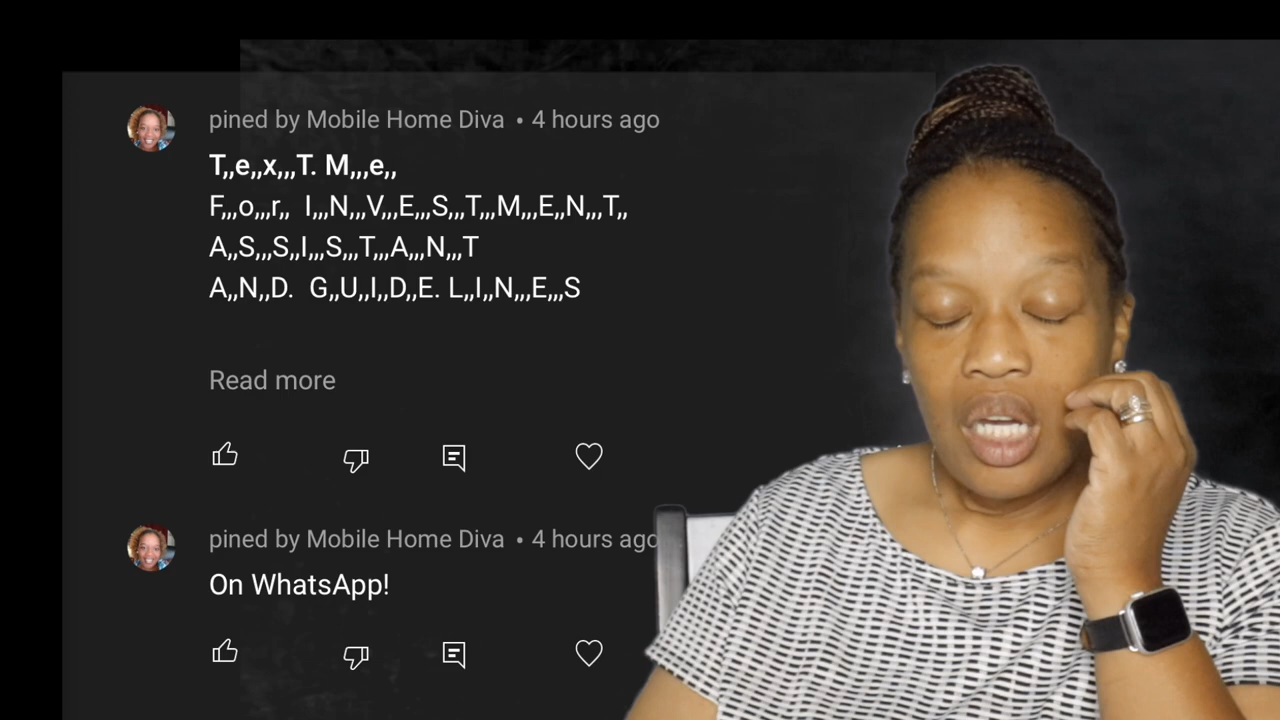 pined by Mobile Home Diva • 4 hours ago
T,,e,,x,,,T. M,,,e,,
F,,,o,,,r,, I,,,N,,,V,,,E,,,S,,,T,,,M,,,E,,N,,,T,,
A,,S,,,S,,I,,,S,,,T,,,A,,,N,,,T
A,,N,,D. G,,U,,I,,D,,E. L,,I,,N,,,E,,,S
Read more
pined by Mobile Home Diva • 4 hours ago
On WhatsApp!